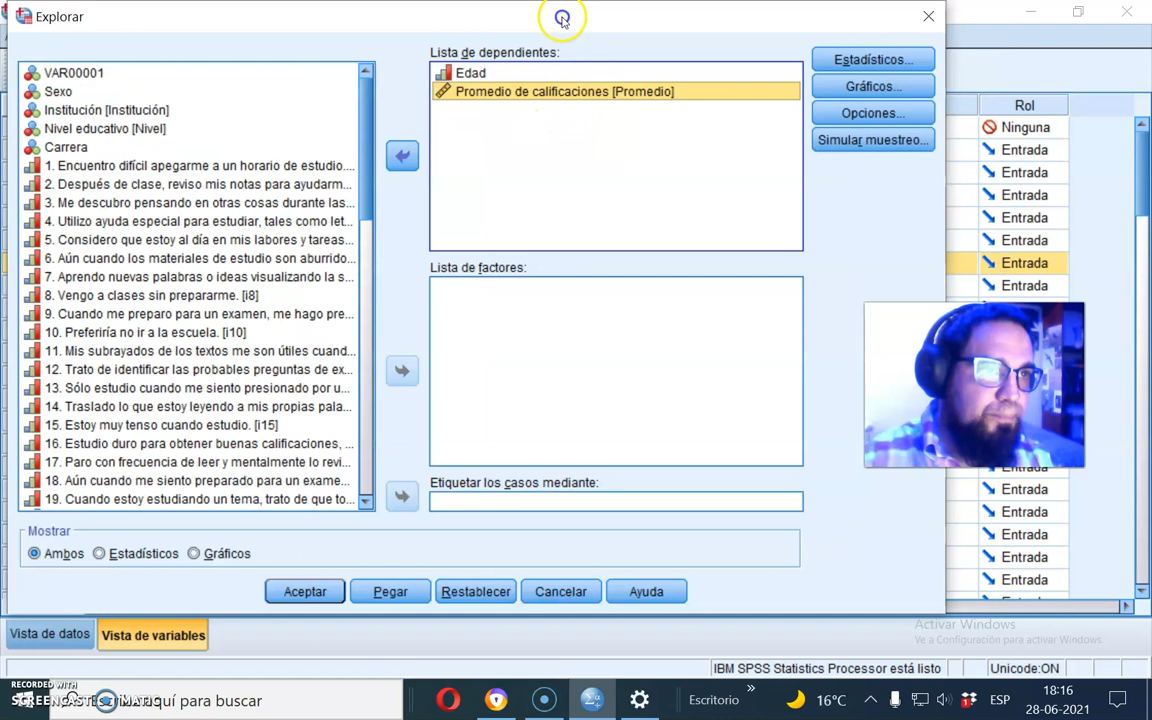 Explorar
Lista de dependientes:
Edad
Promedio de calificaciones [Promedio]
Estadísticos...
Gráficos...
Opciones...
Simular muestreo...
VAR00001
Sexo
Institución [Institución]
Nivel educativo [Nivel]
Carrera
1. Encuentro difícil apegarme a un horario de estudio....
2. Después de clase, reviso mis notas para ayudarm...
3. Me descubro pensando en otras cosas durante las...
4. Utilizo ayuda especial para estudiar, tales como let...
5. Considero que estoy al día en mis labores y tareas...
6. Aún cuando los materiales de estudio son aburrido...
7. Aprendo nuevas palabras o ideas visualizando la s...
8. Vengo a clases sin prepararme. [i8]
9. Cuando me preparo para un examen, me hago pre...
10. Preferiría no ir a la escuela. [i10]
11. Mis subrayados de los textos me son útiles cuand...
12. Trato de identificar las probables preguntas de ex...
13. Sólo estudio cuando me siento presionado por u...
14. Traslado lo que estoy leyendo a mis propias pala...
15. Estoy muy tenso cuando estudio. [i15]
16. Estudio duro para obtener buenas calificaciones, ...
17. Paro con frecuencia de leer y mentalmente lo revi...
18. Aún cuando me siento preparado para un exame...
19. Cuando estoy estudiando un tema, trato de que to...
Lista de factores:
Etiquetar los casos mediante:
Mostrar
Ambos
Estadísticos
Gráficos
Aceptar
Pegar
Restablecer
Cancelar
Ayuda
Rol
Ninguna
Entrada
Entrada
Entrada
Entrada
Entrada
Entrada
Entrada
Entrada
Entrada
Entrada
Entrada
Entrada
Activar Windows
Ve a Configuración para activar Windows.
Vista de datos
Vista de variables
IBM SPSS Statistics Processor está listo
Unicode:ON
RECORDED WITH
SCREENCAST-O-MATIC
aquí para buscar
Escritorio
16°C
ESP
18:16
28-06-2021